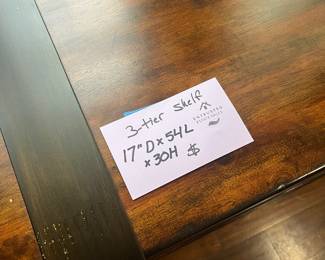 3-tier shelf
17"D x 54L
x 30H $